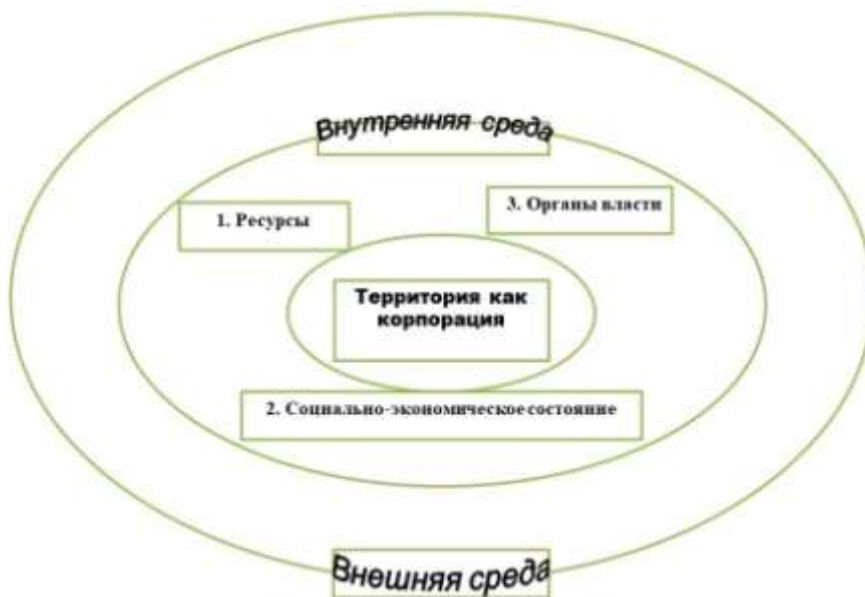 Внутренняя среда
3. Органы власти
1. Ресурсы
Территория как
корпорация
2. Социально-экономическое состояние
Внешняя среда